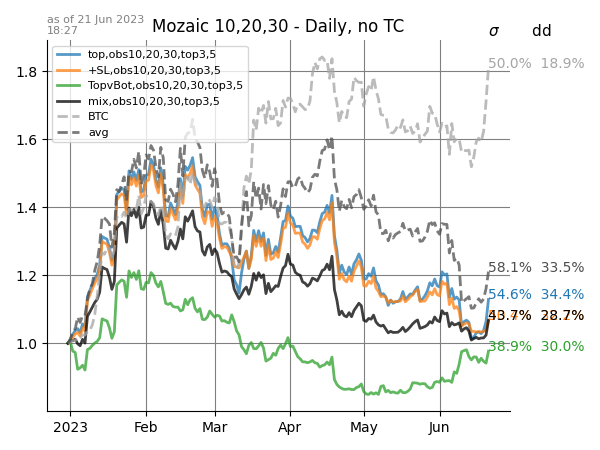 as of 21 Jun 2023
18:27
Mozaic 10,20,30 - Daily, no TC
σ dd
top,obs10,20,30,top3,5
+SL,obs10,20,30,top3,5
TopvBot,obs10,20,30,top3,5
mix,obs10,20,30,top3,5
BTC
avg
50.0% 18.9%
58.1% 33.5%
54.6% 34.4%
28.7%
38.9% 30.0%
1.8
1.6
1.4
1.2
1.0
2023 Feb Mar Apr May Jun